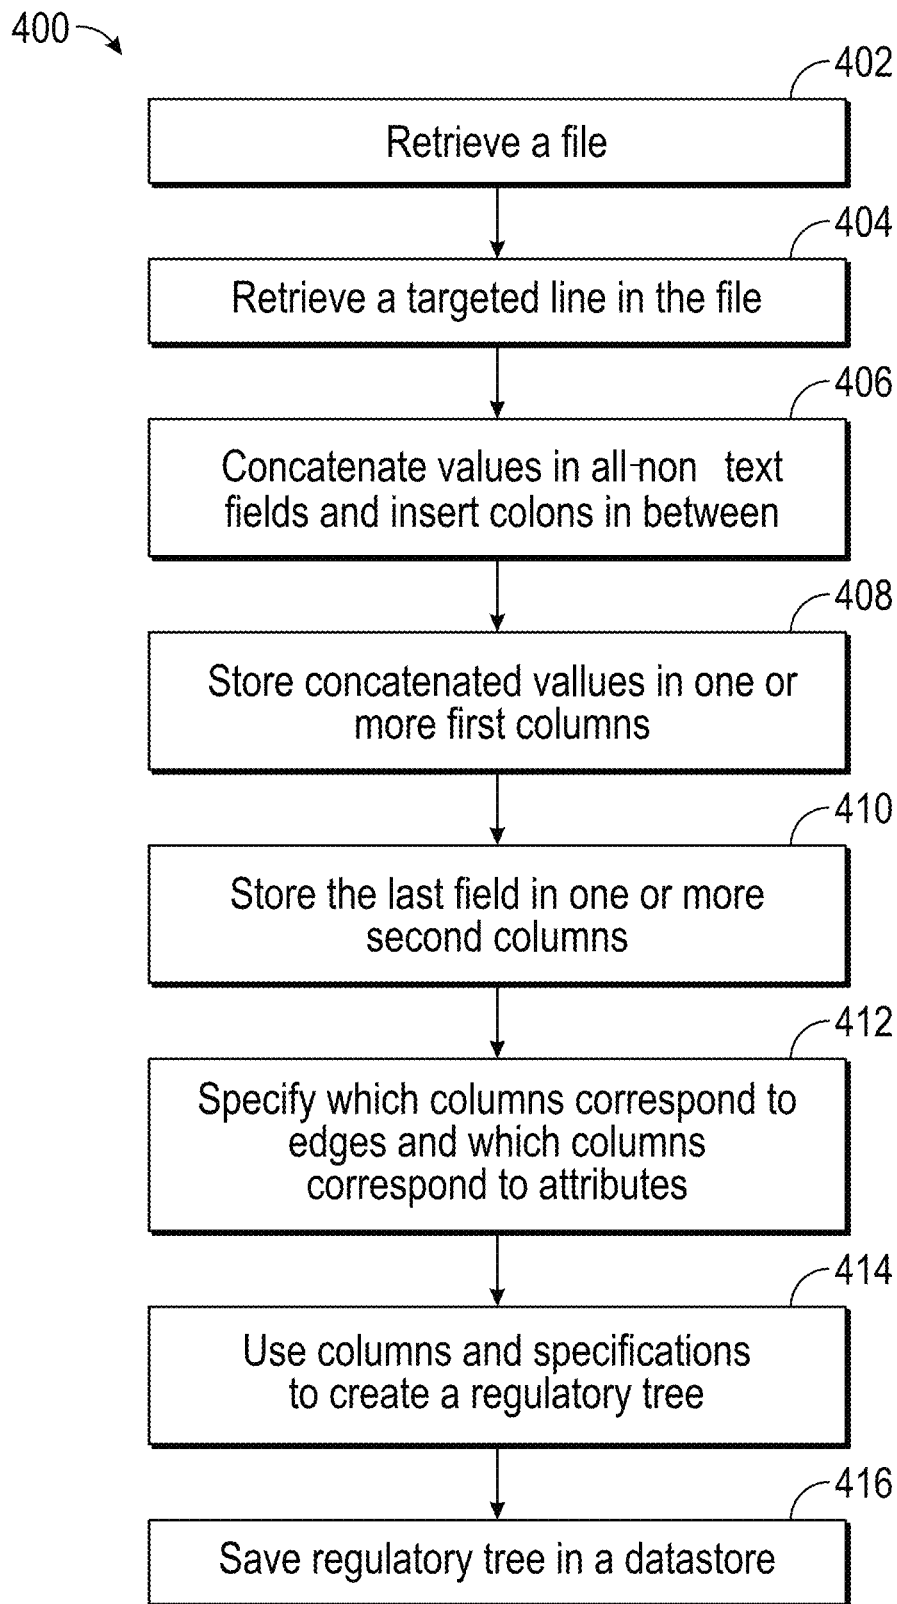 400
402
Retrieve a file
404
Retrieve a targeted line in the file
406
Concatenate values in all-non text
fields and insert colons in between
408
Store concatenated vallues in one or
more first columns
410
Store the last field in one or more
second columns
412
Specify which columns correspond to
edges and which columns
correspond to attributes
414
Use columns and specifications
to create a regulatory tree
416
Save regulatory tree in a datastore